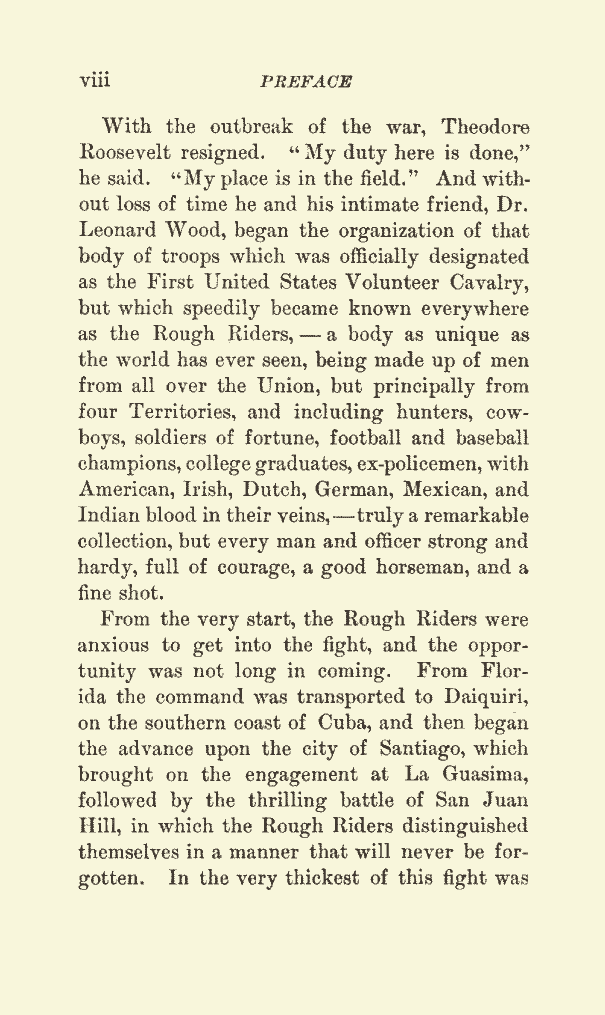 viii PREFACE
With the outbreak of the war, Theodore
Roosevelt resigned. “ My duty here is done,”
he said. “My place is in the field.” And with-
out loss of time he and his intimate friend, Dr.
Leonard Wood, began the organization of that
body of troops which was officially designated
as the First United States Volunteer Cavalry,
but which speedily became known everywhere
as the Rough Riders, — a body as unique as
the world has ever seen, being made up of men
from all over the Union, but principally from
four Territories, and including hunters, cow-
boys, soldiers of fortune, football and baseball
champions, college graduates, ex-policemen, with
American, Irish, Dutch, German, Mexican, and
Indian blood in their veins, — truly a remarkable
collection, but every man and officer strong and
hardy, full of courage, a good horseman, and a
fine shot.
From the very start, the Rough Riders were
anxious to get into the fight, and the oppor-
tunity was not long in coming. From Flor-
ida the command was transported to Daiquiri,
on the southern coast of Cuba, and then began
the advance upon the city of Santiago, which
brought on the engagement at La Guasima,
followed by the thrilling battle of San Juan
Hill, in which the Rough Riders distinguished
themselves in a manner that will never be for-
gotten. In the very thickest of this fight was